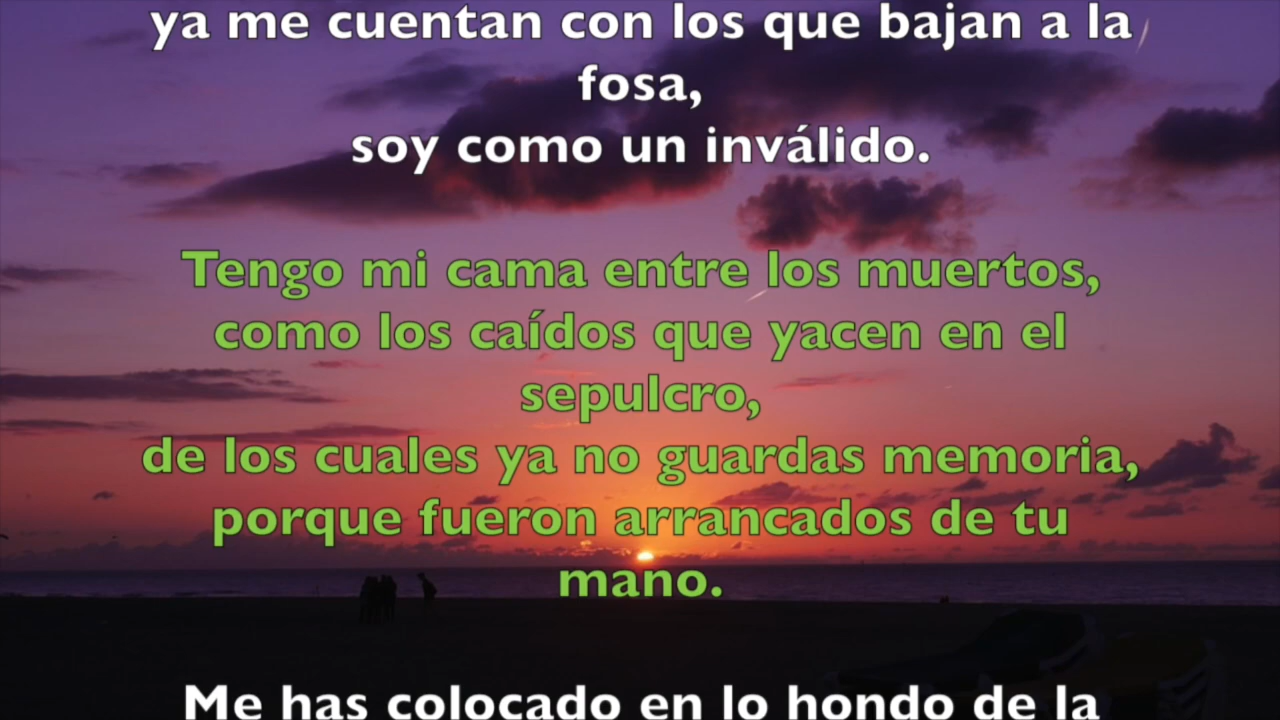 ya me cuentan con los que bajan a la
fosa,
soy como un inválido.
Tengo mi cama entre los muertos,
como los caídos que yacen en el
sepulcro,
de los cuales ya no guardas memoria,
porque fueron arrancados de tu
mano.
Me has colocado en lo hondo de la